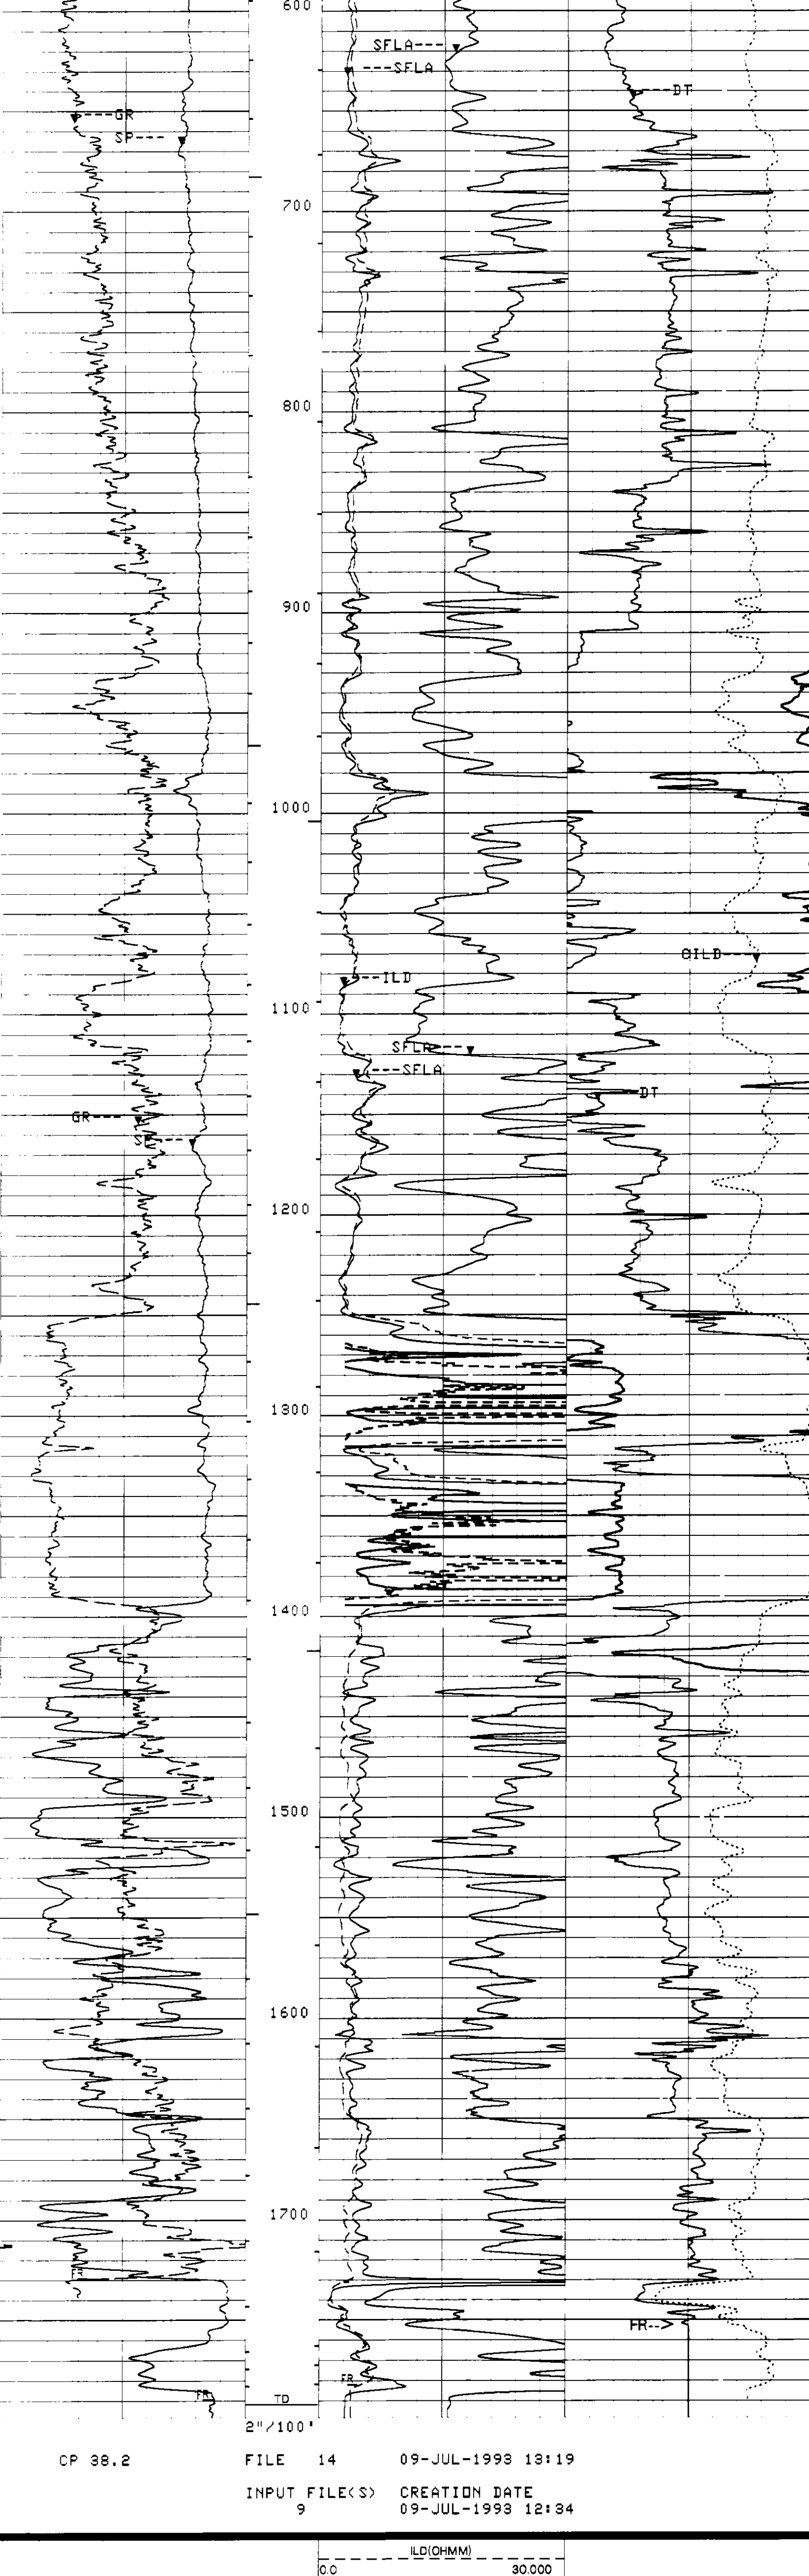 600
SFLA
SFLA
DT
GR
SP
700
800
900
1000
CILD
ILD
1100
SFLA
SFLA
DT
GR
SP
1200
1300
1400
1500
1600
1700
FR
FR
FR
TD
2"/100'
CP 38.2 FILE 14 09-JUL-1993 13:19
INPUT FILE(S) CREATION DATE
9 09-JUL-1993 12:34
ILD(OHMM)
0.0 30.000